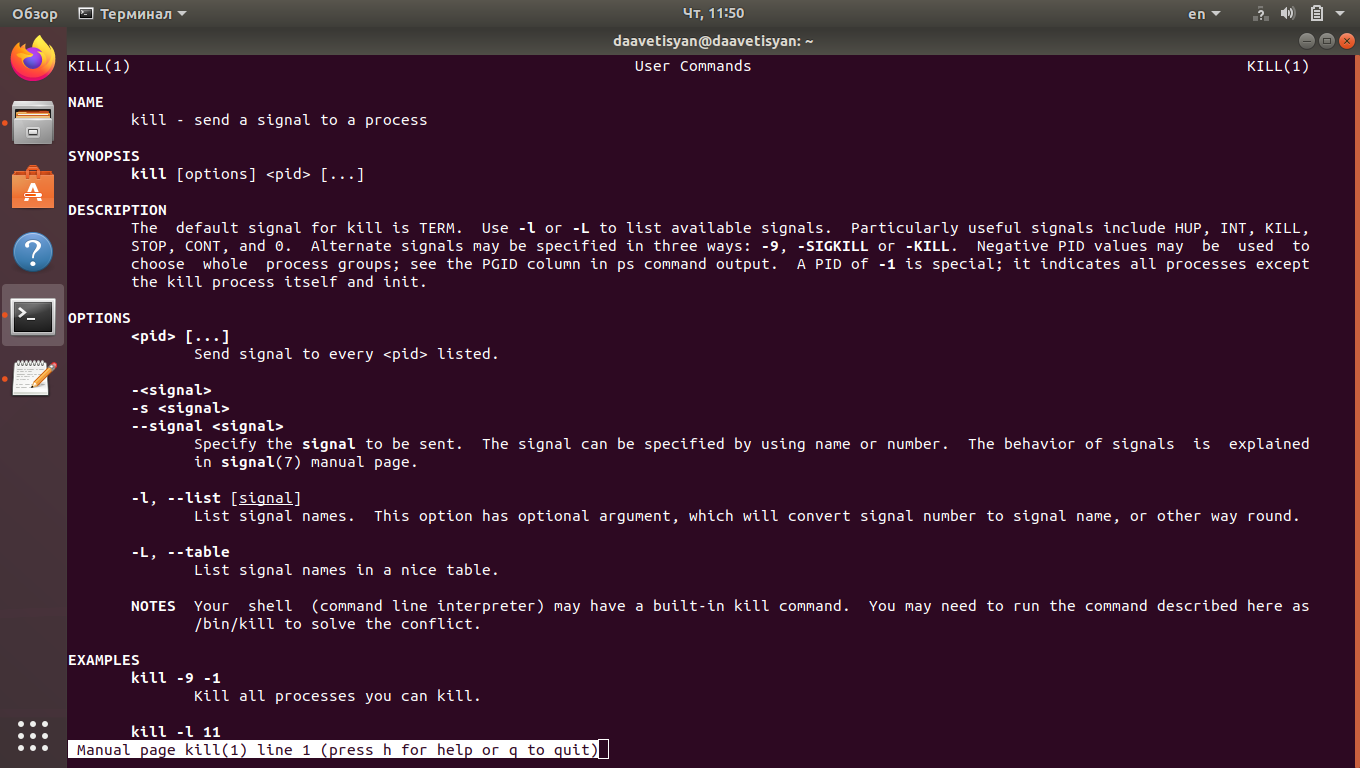 Обзор Терминал Чт, 11:50 en
daavetisyan@daavetisyan: ~
KILL(1) User Commands KILL(1)
NAME
kill - send a signal to a process
SYNOPSIS
kill [options] <pid> [...]
DESCRIPTION
The  default signal for kill is TERM.  Use -l or -L to list available signals.  Particularly useful signals include HUP, INT, KILL,
STOP, CONT, and 0.  Alternate signals may be specified in three ways: -9, -SIGKILL or -KILL.  Negative PID values may  be  used  to
choose  whole  process groups; see the PGID column in ps command output.  A PID of -1 is special; it indicates all processes except
the kill process itself and init.
OPTIONS
<pid> [...]
Send signal to every <pid> listed.
-<signal>
-s <signal>
--signal <signal>
Specify the signal to be sent.  The signal can be specified by using name or number.  The behavior of signals  is  explained
in signal(7) manual page.
-l, --list [signal]
List signal names.  This option has optional argument, which will convert signal number to signal name, or other way round.
-L, --table
List signal names in a nice table.
NOTES  Your  shell  (command line interpreter) may have a built-in kill command.  You may need to run the command described here as
/bin/kill to solve the conflict.
EXAMPLES
kill -9 -1
Kill all processes you can kill.
kill -l 11
Manual page kill(1) line 1 (press h for help or q to quit)